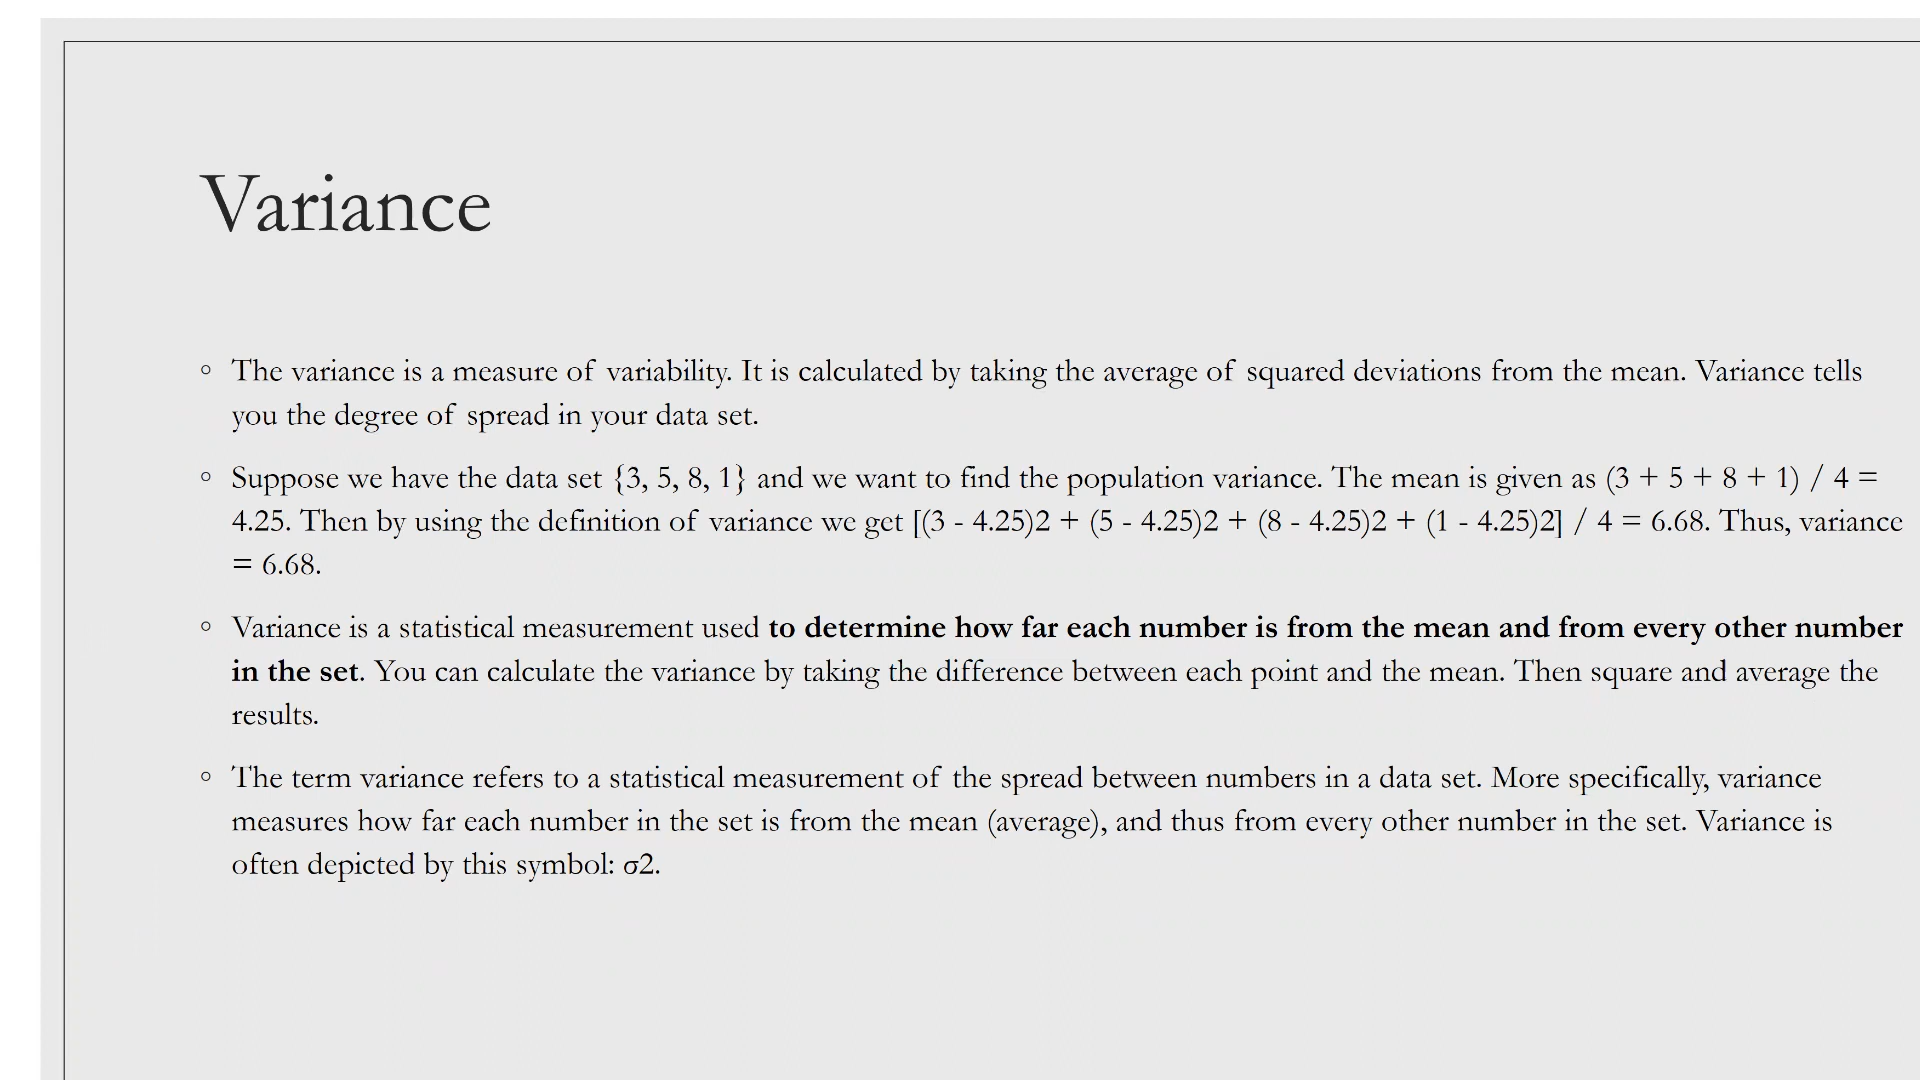 Variance
◦ The variance is a measure of variability. It is calculated by taking the average of squared deviations from the mean. Variance tells
you the degree of spread in your data set.
◦ Suppose we have the data set {3, 5, 8, 1} and we want to find the population variance. The mean is given as (3 + 5 + 8 + 1) / 4 =
4.25. Then by using the definition of variance we get [(3 - 4.25)2 + (5 - 4.25)2 + (8 - 4.25)2 + (1 - 4.25)2] / 4 = 6.68. Thus, variance
= 6.68.
◦ Variance is a statistical measurement used to determine how far each number is from the mean and from every other number
in the set. You can calculate the variance by taking the difference between each point and the mean. Then square and average the
results.
◦ The term variance refers to a statistical measurement of the spread between numbers in a data set. More specifically, variance
measures how far each number in the set is from the mean (average), and thus from every other number in the set. Variance is
often depicted by this symbol: σ2.